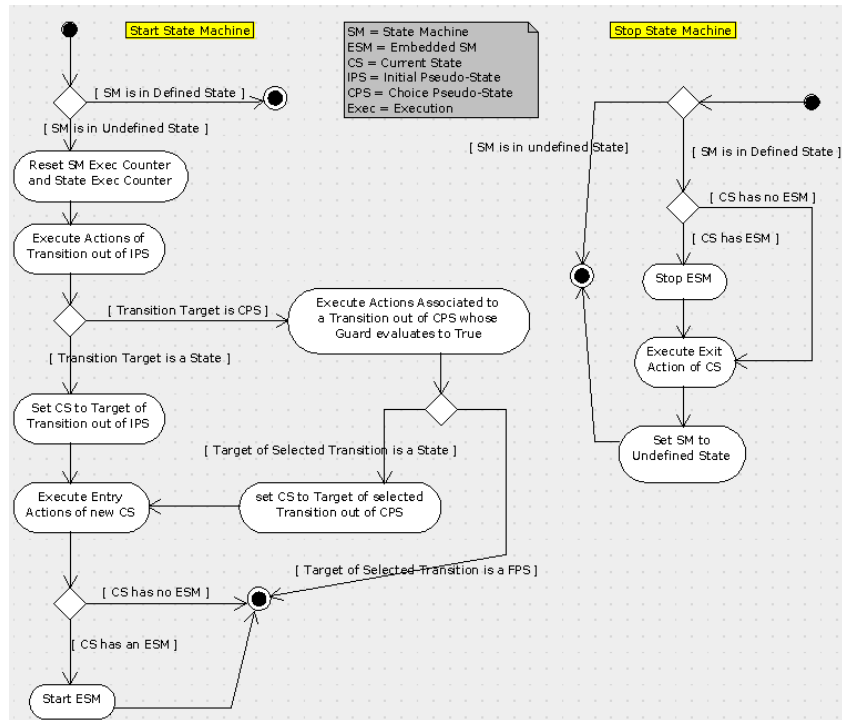 Start State Machine
SM = State Machine
ESM = Embedded SM
CS = Current State
IPS = Initial Pseudo-State
CPS = Choice Pseudo-State
Exec = Execution
Stop State Machine
[ SM is in Defined State ]
[ SM is in Undefined State ]
Reset SM Exec Counter
and State Exec Counter
Execute Actions of
Transition out of IPS
[ Transition Target is CPS ]
Execute Actions Associated to
a Transition out of CPS whose
Guard evaluates to True
[ Transition Target is a State ]
Set CS to Target of
Transition out of IPS
[ Target of Selected Transition is a State ]
Execute Entry
Actions of new CS
set CS to Target of selected
Transition out of CPS
[ Target of Selected Transition is a FPS ]
[ CS has no ESM ]
[ CS has an ESM ]
Start ESM
[ SM is in undefined State]
[ SM is in Defined State ]
[ CS has no ESM ]
[ CS has ESM ]
Stop ESM
Execute Exit
Action of CS
Set SM to
Undefined State